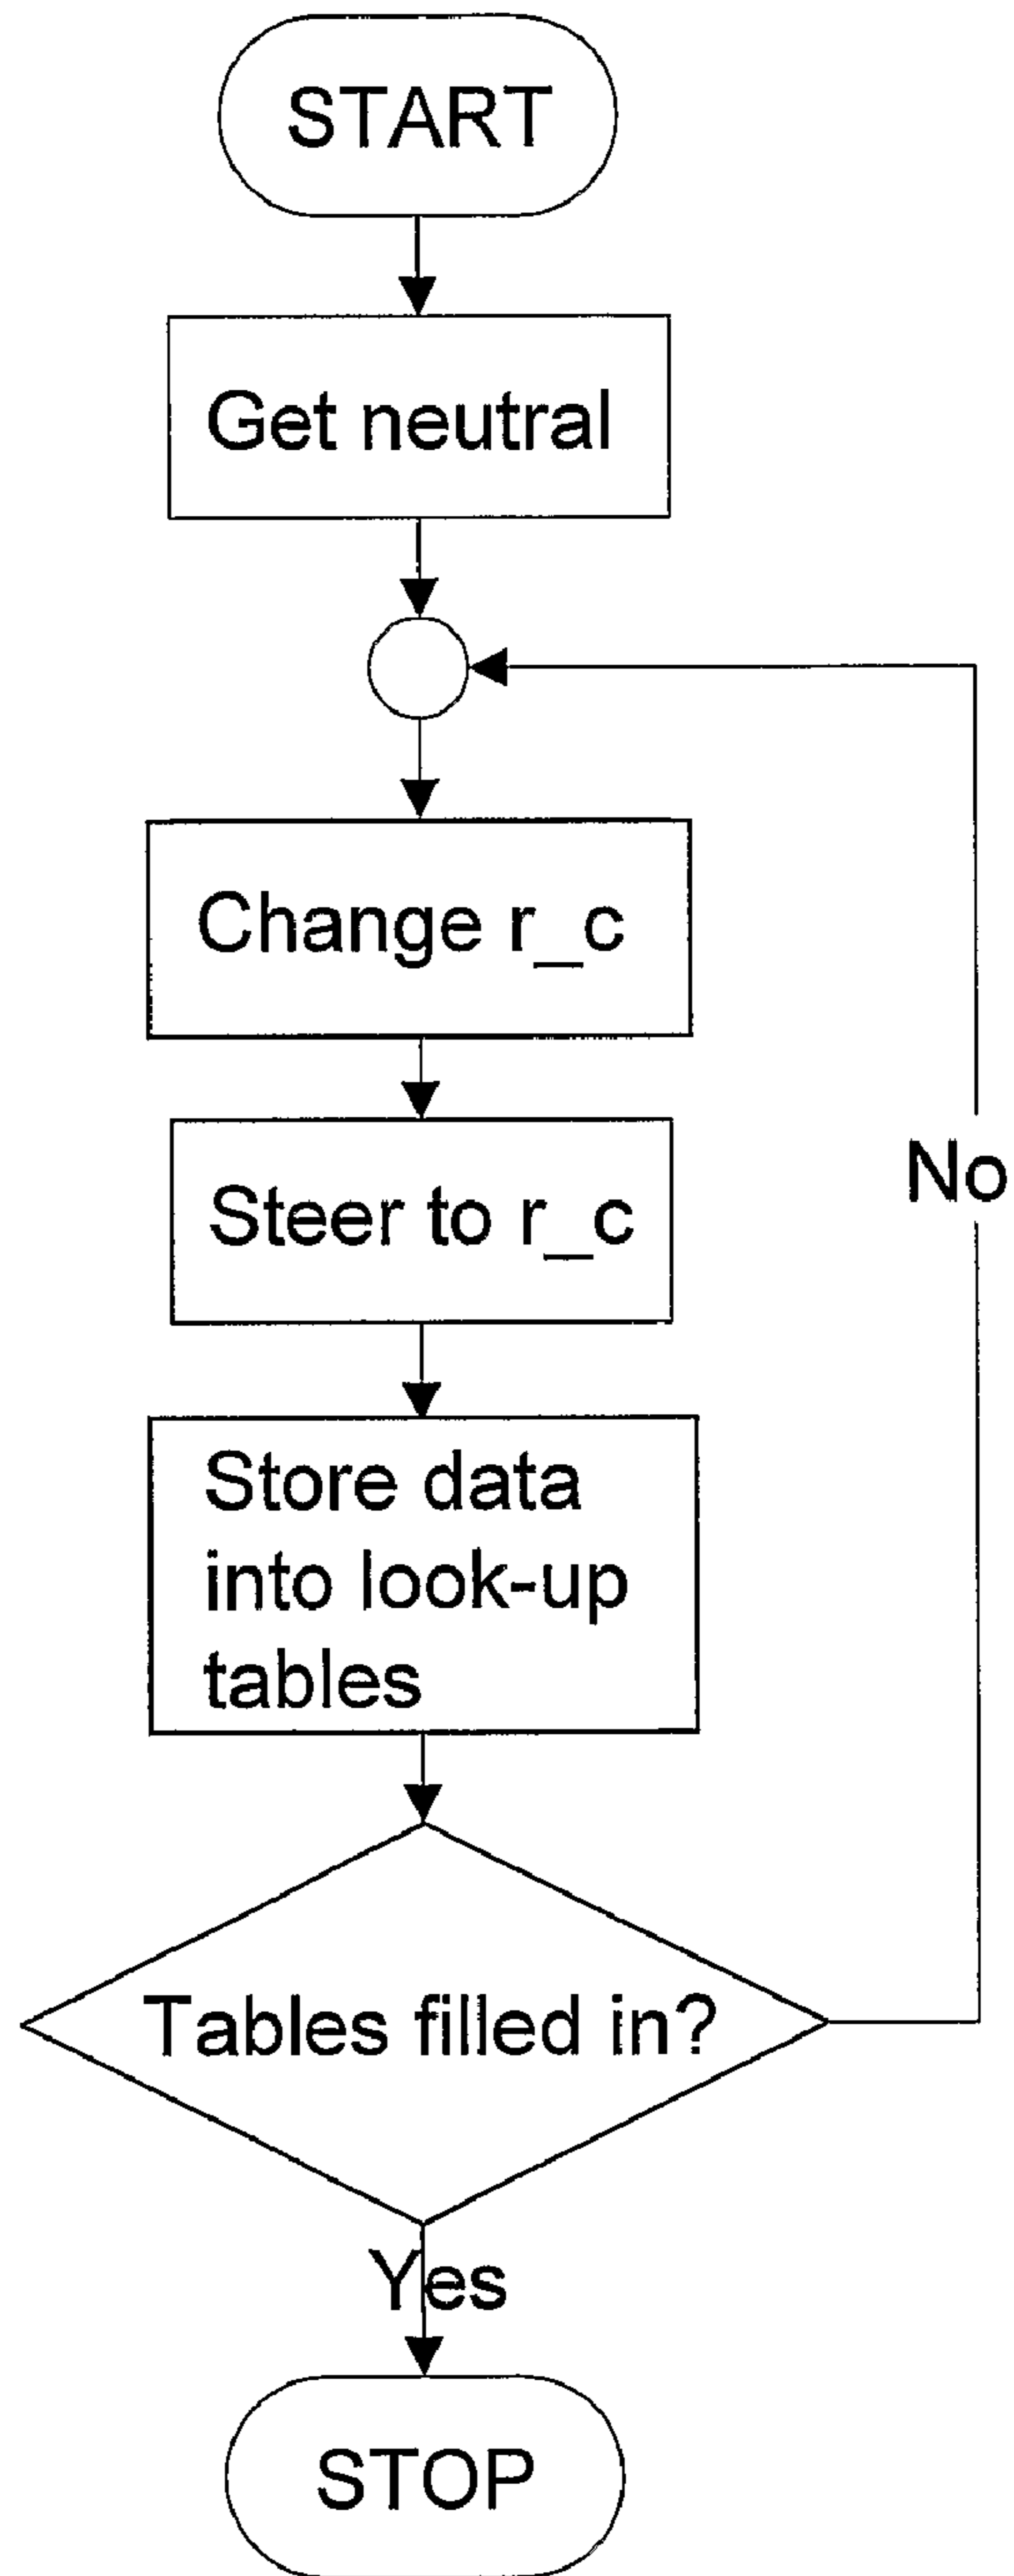 START
Get neutral
Change r_c
Steer to r_c
No
Store data
into look-up
tables
Tables filled in?
Yes
STOP